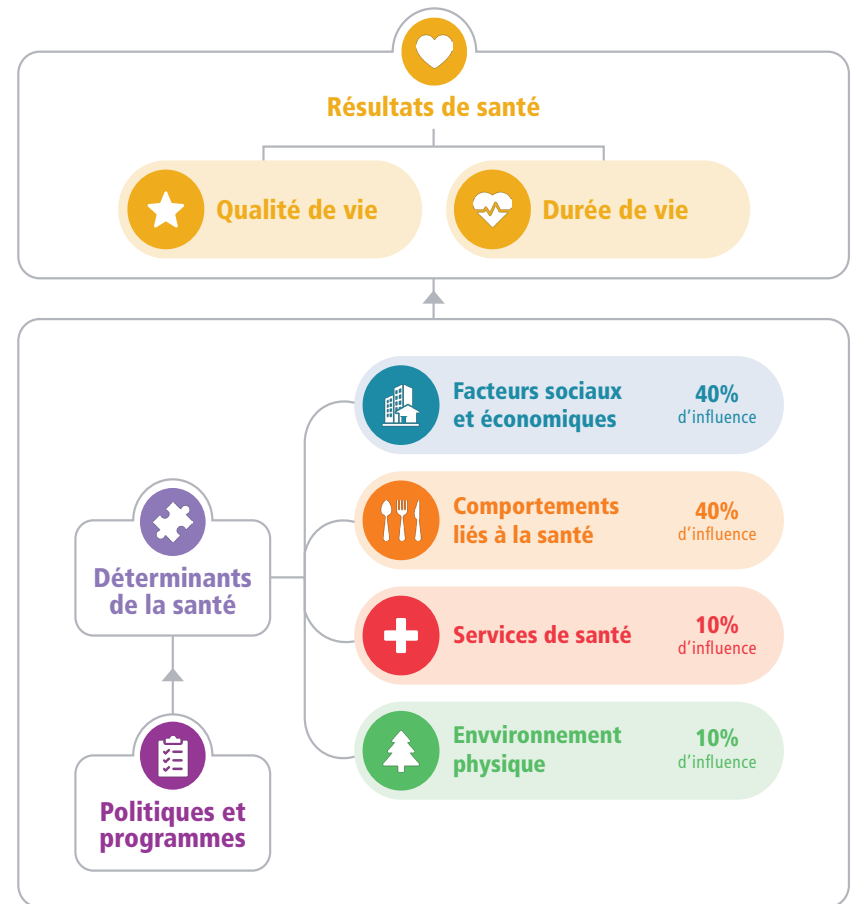 Résultats de santé
Qualité de vie
Durée de vie
Facteurs sociaux
et économiques
40%
d'influence
Comportements
liés à la santé
40%
d'influence
Déterminants
de la santé
Services de santé
10%
d'influence
Envvironnement
physique
10%
d'influence
Politiques et
programmes